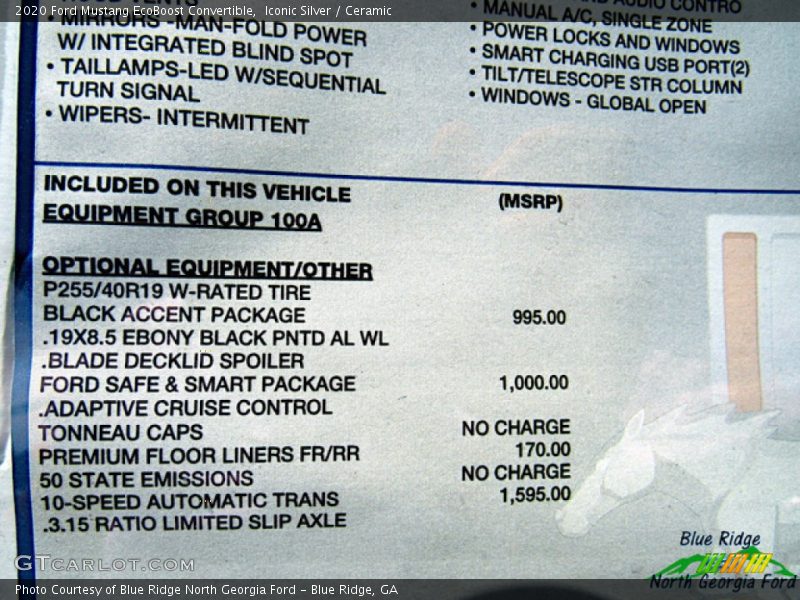 2020 Ford Mustang EcoBoost Convertible, Iconic Silver / Ceramic
MIRRORS -MAN-FOLD POWER
W/ INTEGRATED BLIND SPOT
• TAILLAMPS-LED W/SEQUENTIAL
TURN SIGNAL
• WIPERS- INTERMITTENT
AUDIO CONTRO
• MANUAL A/C, SINGLE ZONE
• POWER LOCKS AND WINDOWS
• SMART CHARGING USB PORT(2)
• TILT/TELESCOPE STR COLUMN
• WINDOWS - GLOBAL OPEN
INCLUDED ON THIS VEHICLE (MSRP)
EQUIPMENT GROUP 100A
OPTIONAL EQUIPMENT/OTHER
P255/40R19 W-RATED TIRE
BLACK ACCENT PACKAGE 995.00
.19X8.5 EBONY BLACK PNTD AL WL
.BLADE DECKLID SPOILER
FORD SAFE & SMART PACKAGE 1,000.00
.ADAPTIVE CRUISE CONTROL
TONNEAU CAPS NO CHARGE
PREMIUM FLOOR LINERS FR/RR 170.00
50 STATE EMISSIONS NO CHARGE
10-SPEED AUTOMATIC TRANS 1,595.00
.3.15 RATIO LIMITED SLIP AXLE
Blue Ridge
North Georgia Ford
GTcarlot.com
Photo Courtesy of Blue Ridge North Georgia Ford – Blue Ridge, GA